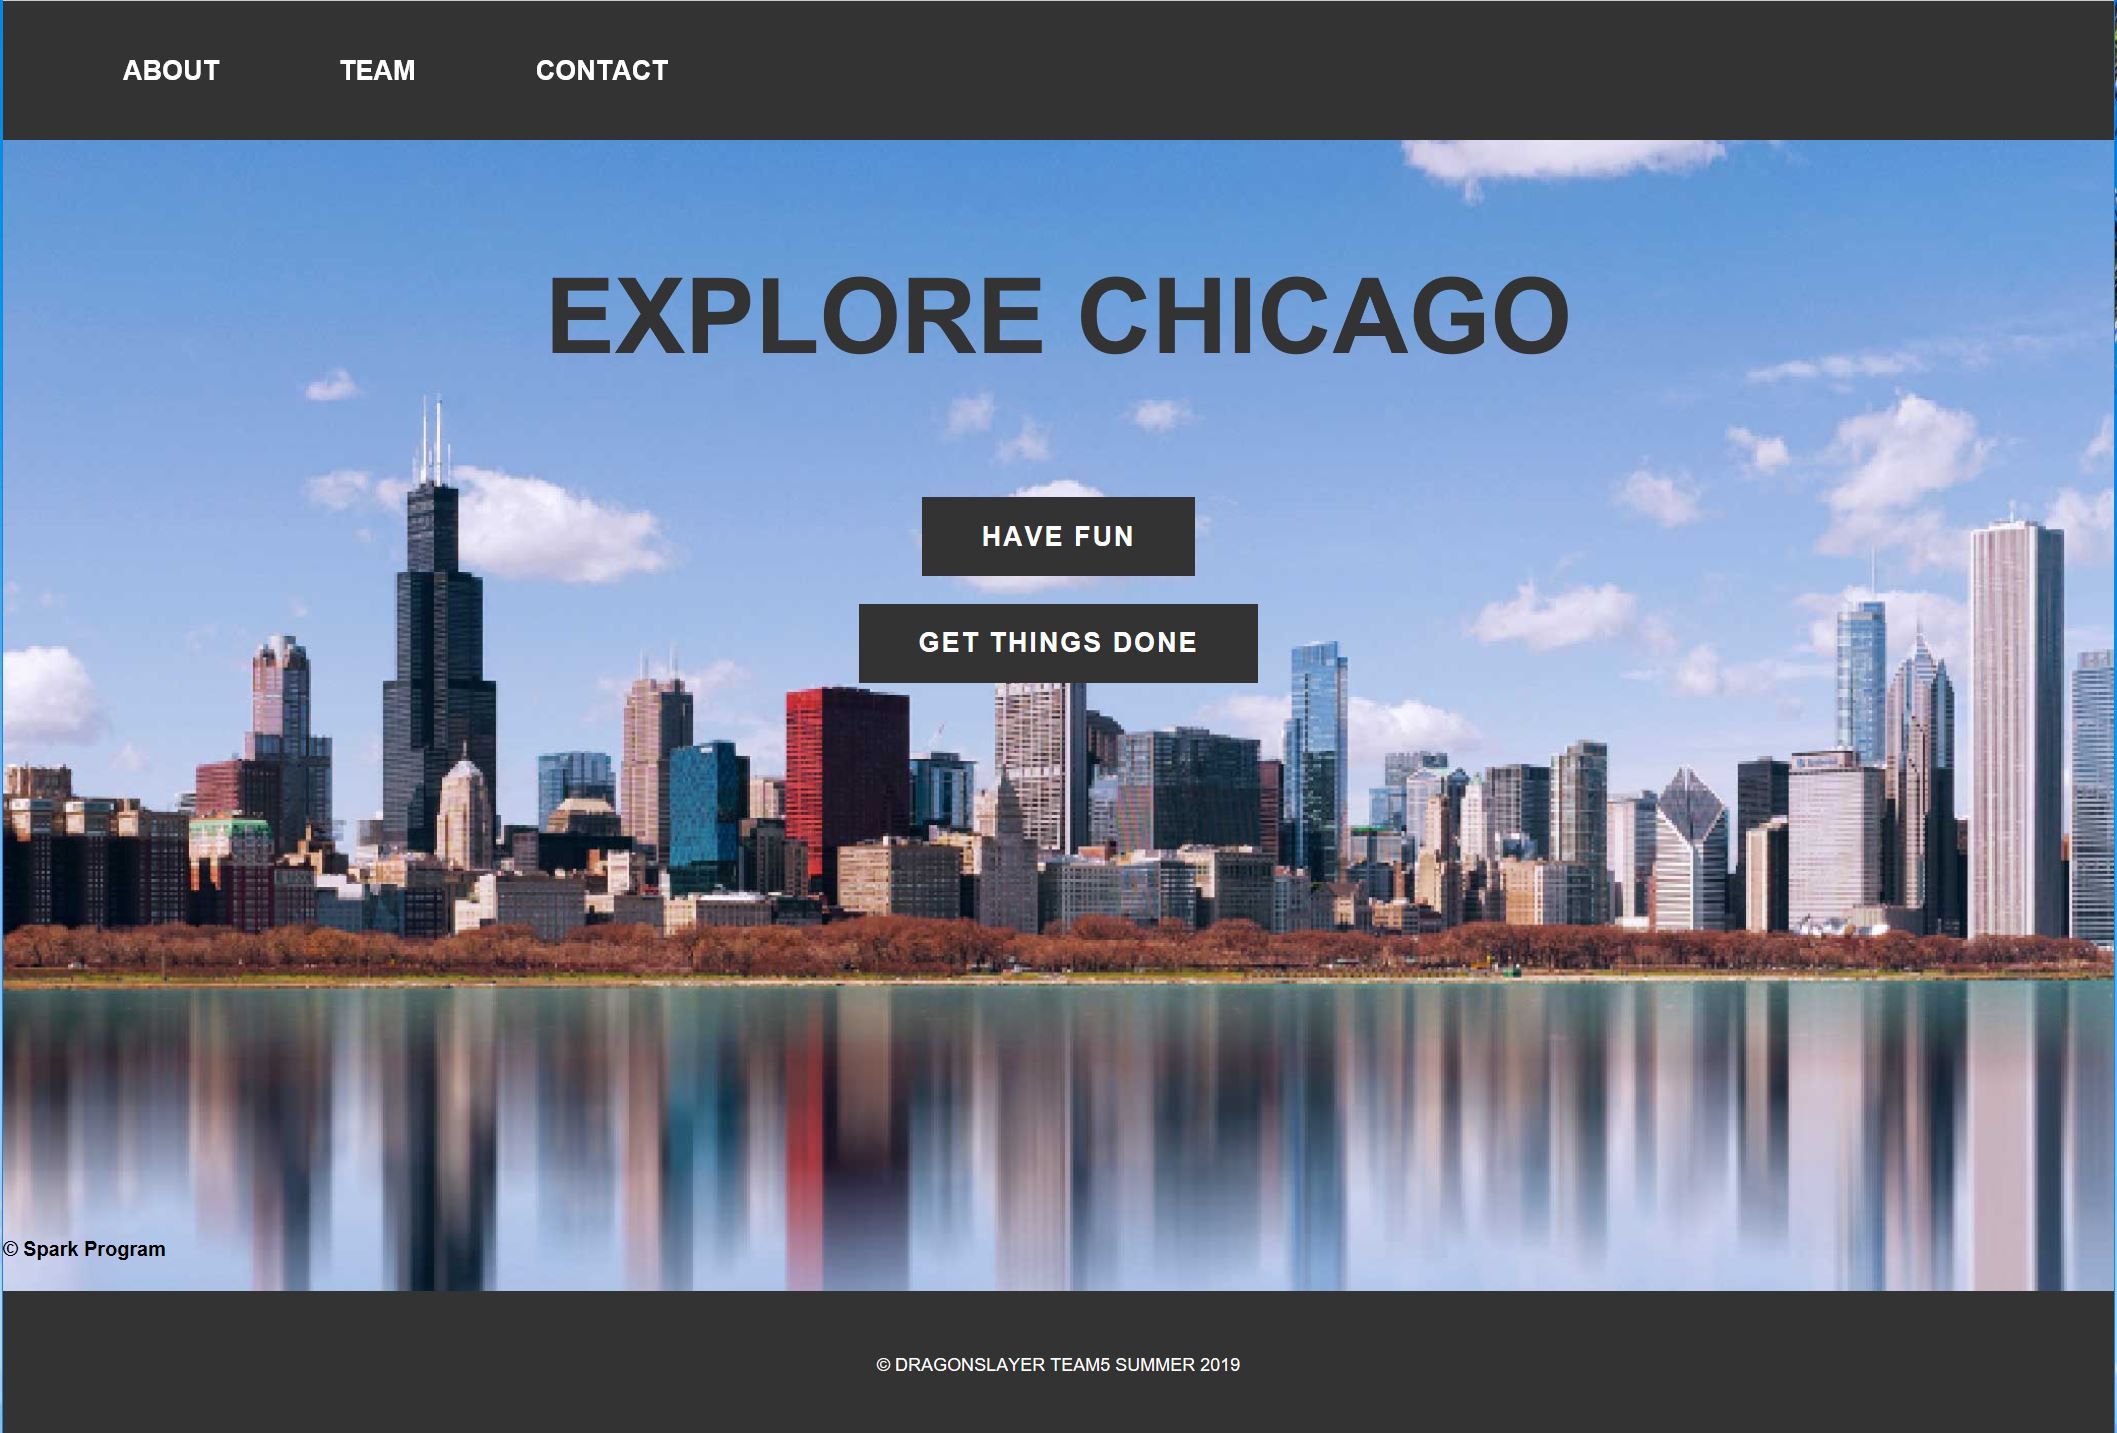 ABOUT TEAM CONTACT
EXPLORE CHICAGO
HAVE FUN
GET THINGS DONE
© Spark Program
© DRAGONSLAYER TEAM5 SUMMER 2019